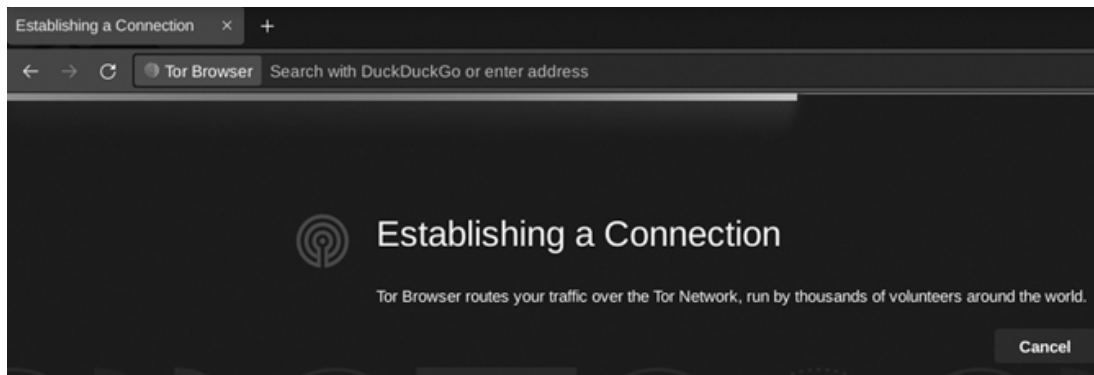 Establishing a Connection
Tor Browser Search with DuckDuckGo or enter address
Establishing a Connection
Tor Browser routes your traffic over the Tor Network, run by thousands of volunteers around the world.
Cancel